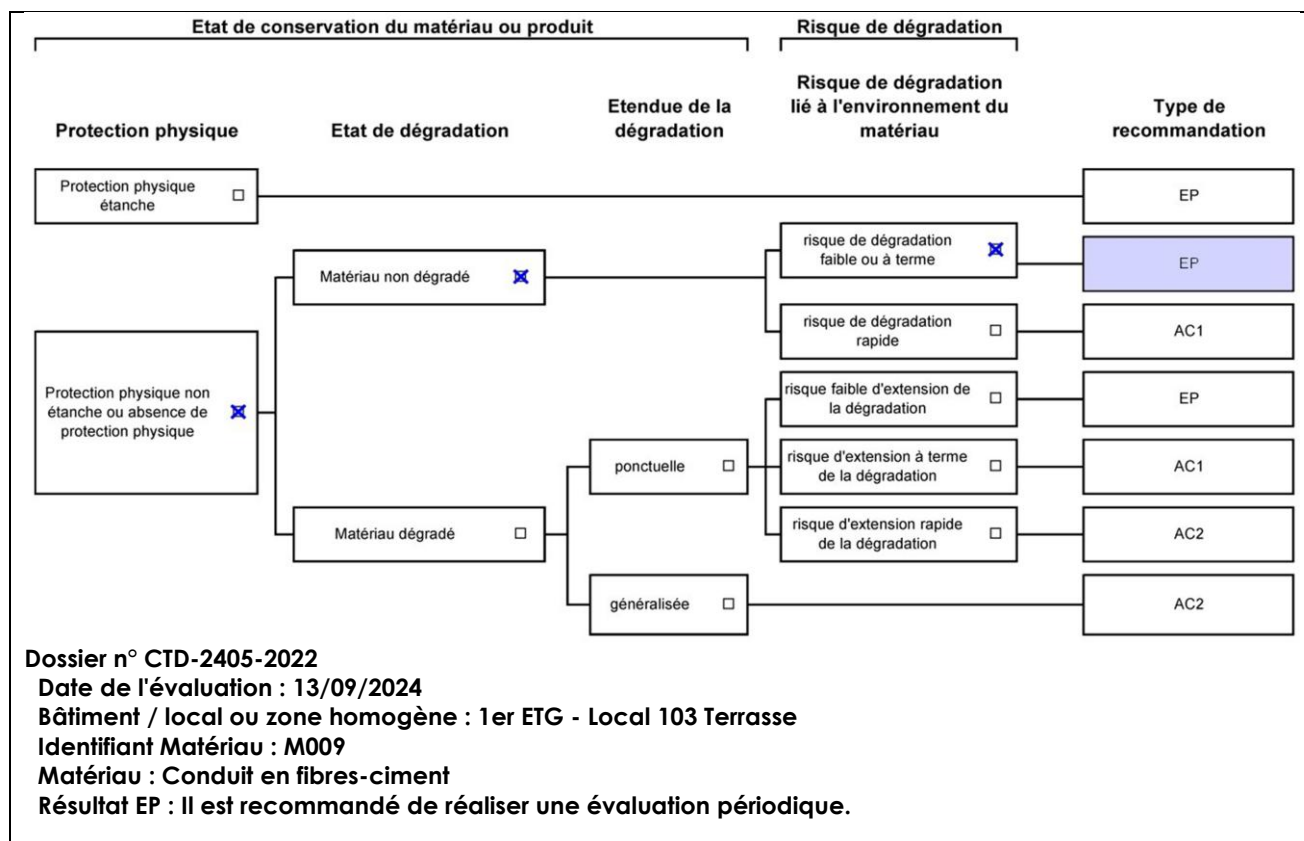 Etat de conservation du matériau ou produit
Risque de dégradation
Protection physique
Etat de dégradation
Etendue de la
dégradation
Risque de dégradation
lié à l'environnement du
matériau
Type de
recommandation
Protection physique
étanche
EP
risque de dégradation
faible ou à terme
EP
Matériau non dégradé
risque de dégradation
rapide
AC1
Protection physique non
étanche ou absence de
protection physique
risque faible d'extension de
la dégradation
EP
ponctuelle
risque d'extension à terme
de la dégradation
AC1
Matériau dégradé
risque d'extension rapide
de la dégradation
AC2
généralisée
AC2
Dossier n° CTD-2405-2022
Date de l'évaluation : 13/09/2024
Bâtiment / local ou zone homogène : 1er ETG - Local 103 Terrasse
Identifiant Matériau : M009
Matériau : Conduit en fibres-ciment
Résultat EP : Il est recommandé de réaliser une évaluation périodique.